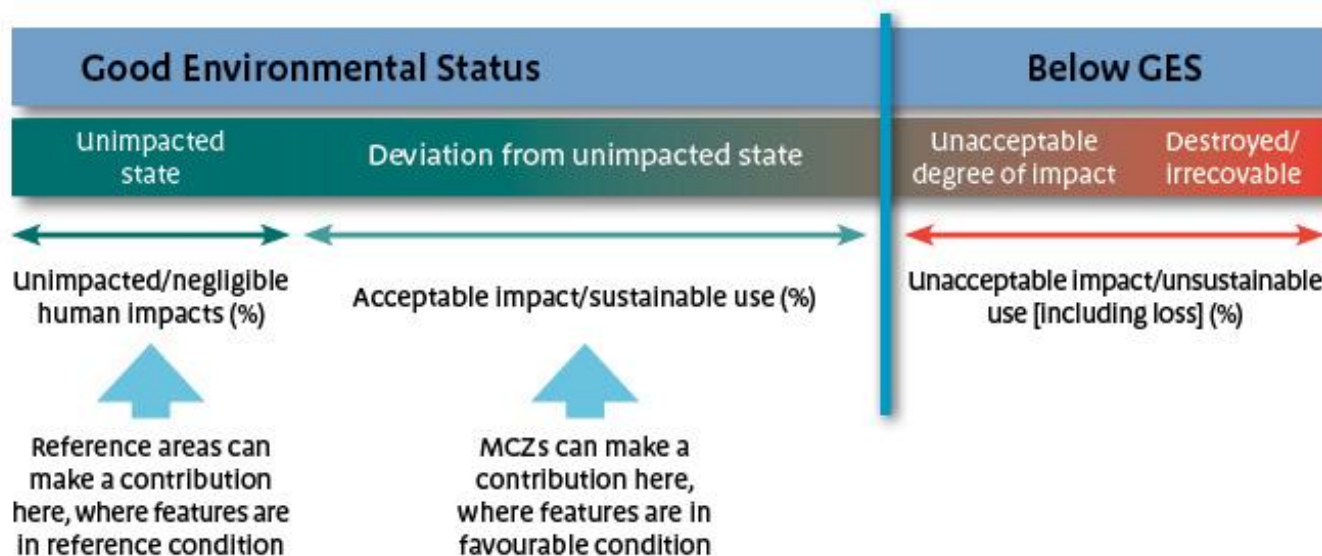 Good Environmental Status
Below GES
Unimpacted
state
Deviation from unimpacted state
Unacceptable
degree of impact
Destroyed/
irrecovable
Unimpacted/negligible
human impacts (%)
Acceptable impact/sustainable use (%)
Unacceptable impact/unsustainable
use [including loss] (%)
Reference areas can
make a contribution
here, where features are
in reference condition
MCZs can make a
contribution here,
where features are in
favourable condition